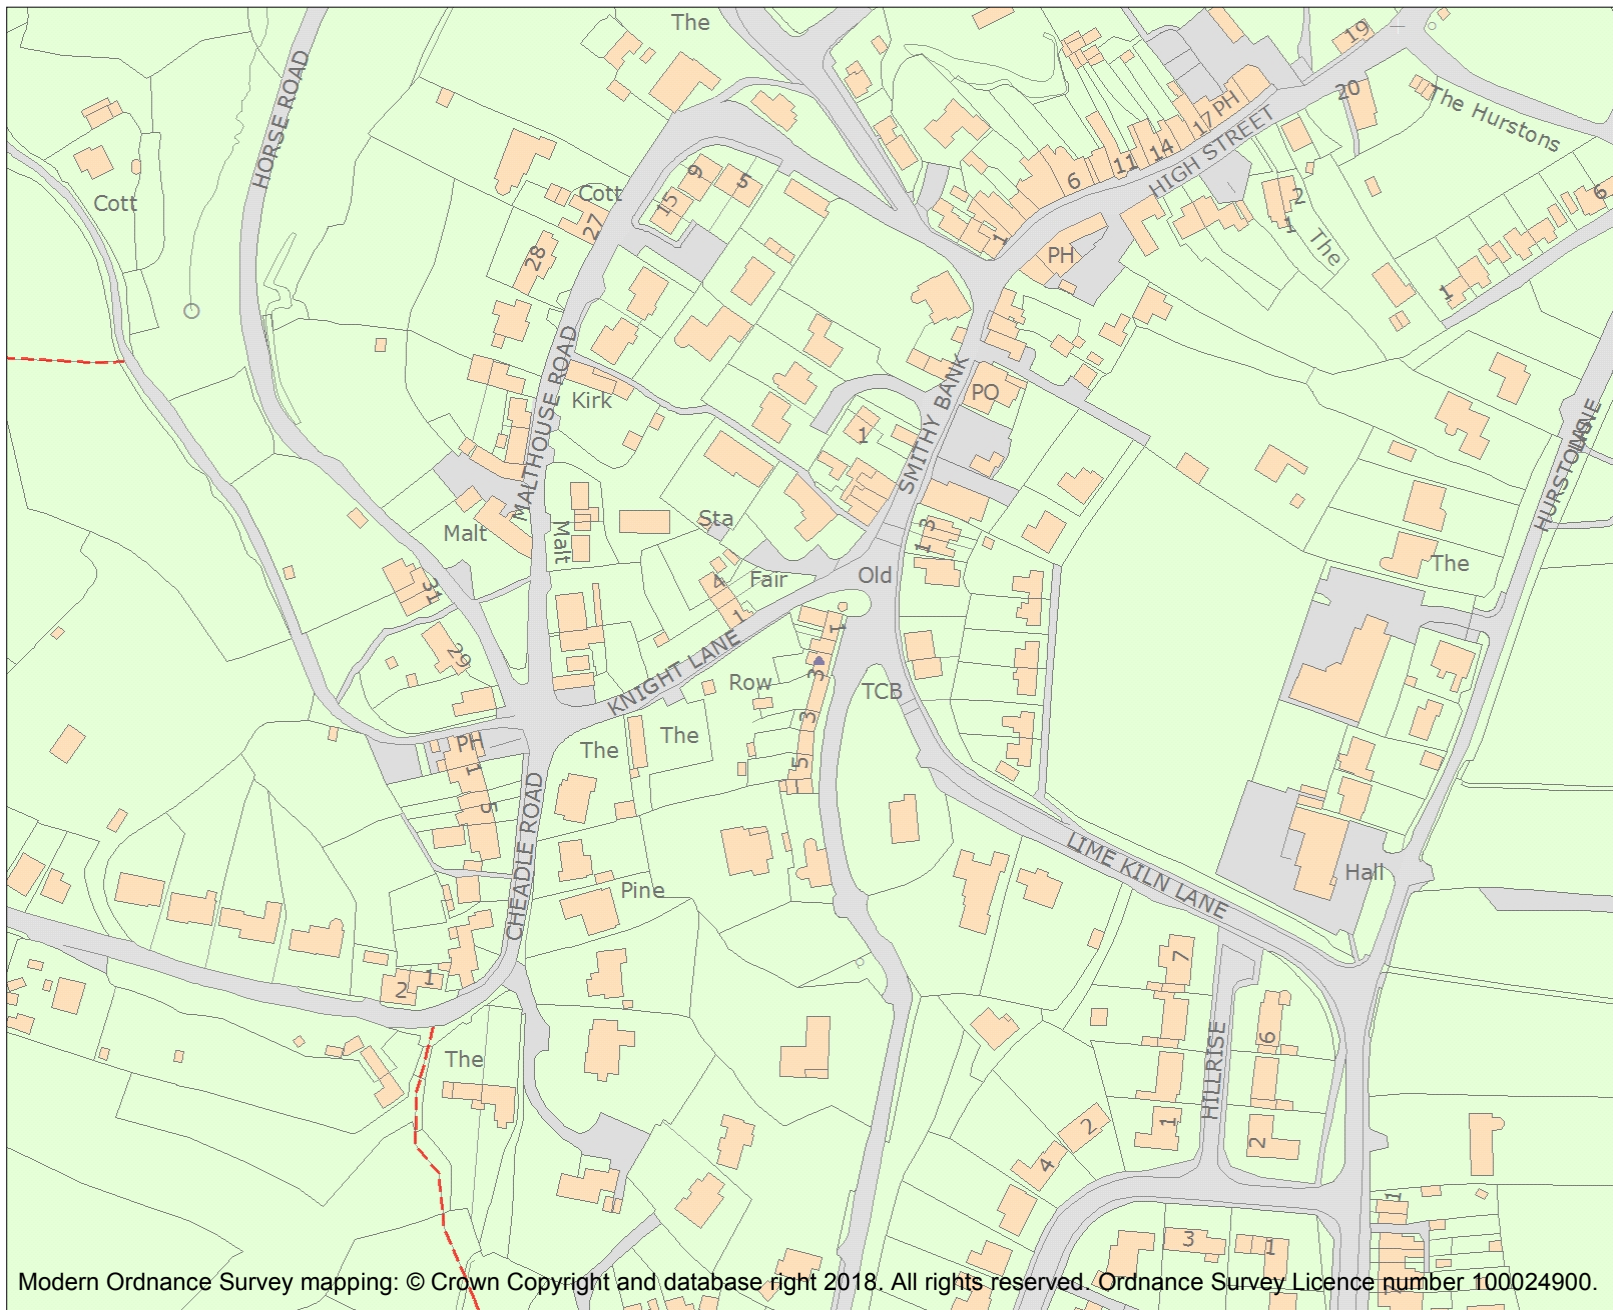 The
19
HORSE ROAD
20
The Hurstons
17 PH
HIGH STREET
14
11
6
9
5
15
Cott
27
Cott
2
1
6
The
1
28
PH
1
MALTHOUSE ROAD
SMITHY BANK
PO
Kirk
1
HURSTONS
LANE
Malt
Malt
Sta
3
1
The
31
4
Fair
Old
1
1
29
KNIGHT LANE
3
Row
TCB
3
PH
The
The
1
5
5
CHEADLE ROAD
LIME KILN LANE
Hall
Pine
7
2
1
HILLRISE
6
The
2
1
2
4
1
3
1
Modern Ordnance Survey mapping: © Crown Copyright and database right 2018. All rights reserved. Ordnance Survey Licence number 100024900.